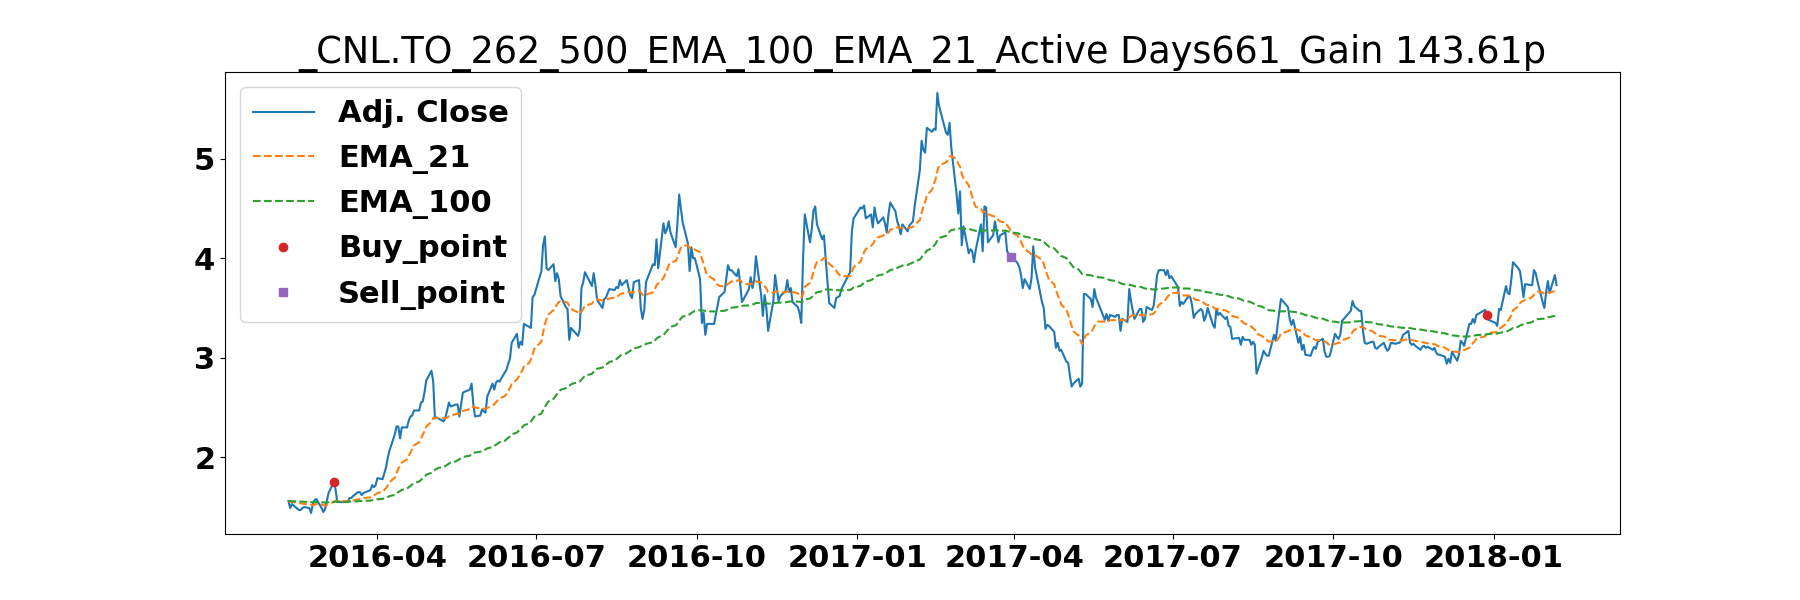 _CNL.TO_262_500_EMA_100_EMA_21_Active Days661_Gain 143.61p
Adj. Close
EMA_21
EMA_100
Buy_point
Sell_point
5
4
3
2
2016-04 2016-07 2016-10 2017-01 2017-04 2017-07 2017-10 2018-01